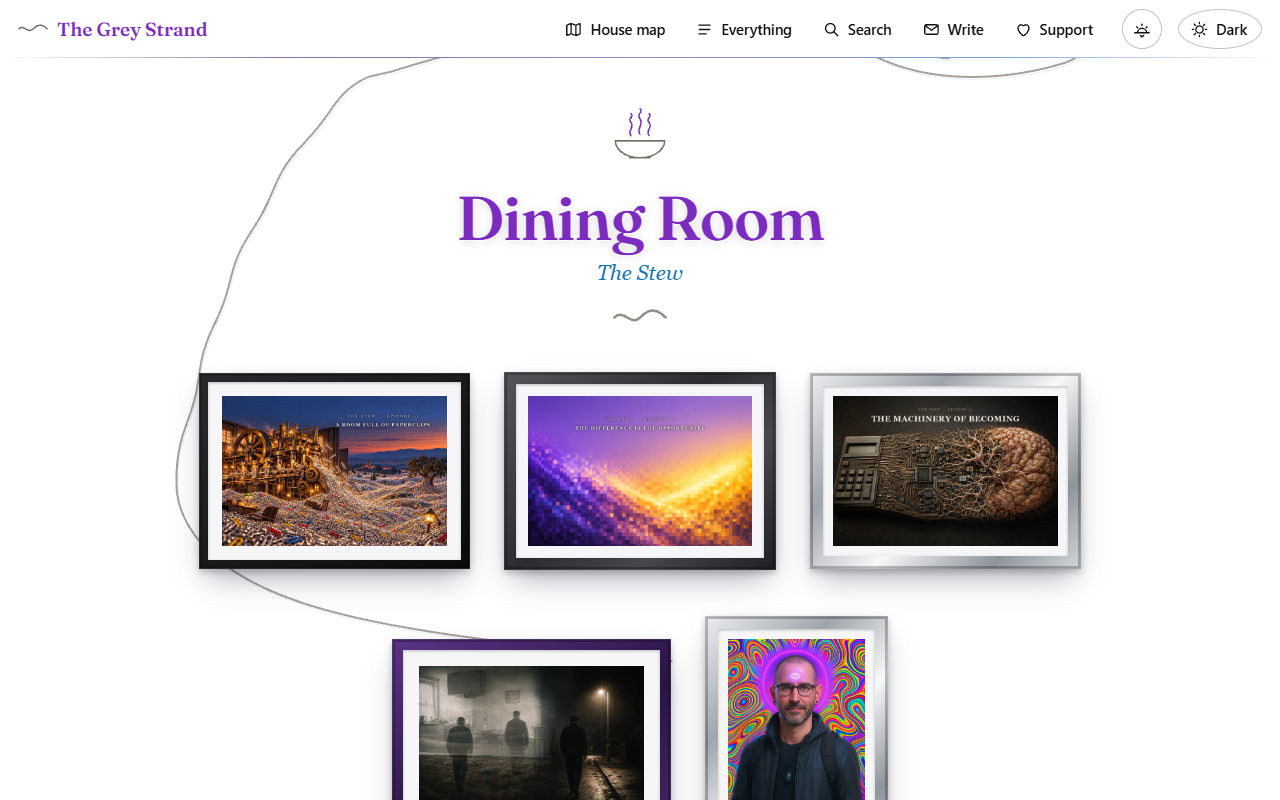 The Grey Strand
House map
Everything
Search
Write
Support
Dark
Dining Room
The Stew
A ROOM FULL OF PAPERCLIPS
THE DIFFERENCE IS THE OPPORTUNITY
THE MACHINERY OF BECOMING